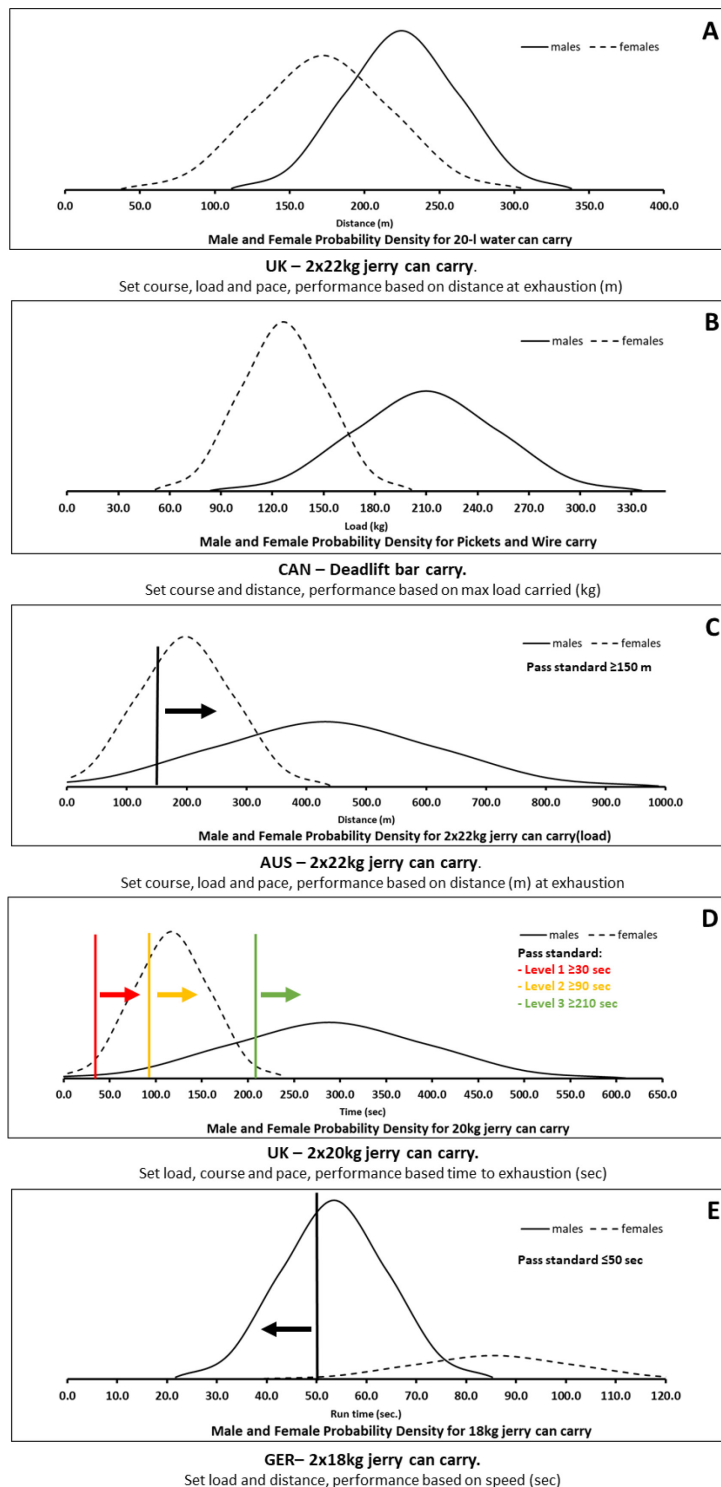 A
males females
0.0 50.0 100.0 150.0 200.0 250.0 300.0 350.0 400.0
Distance (m)
Male and Female Probability Density for 20-l water can carry
UK – 2x22kg jerry can carry.
Set course, load and pace, performance based on distance at exhaustion (m)
B
males females
0.0 30.0 60.0 90.0 120.0 150.0 180.0 210.0 240.0 270.0 300.0 330.0
Load (kg)
Male and Female Probability Density for Pickets and Wire carry
CAN – Deadlift bar carry.
Set course and distance, performance based on max load carried (kg)
C
males females
Pass standard ≥150 m
0.0 100.0 200.0 300.0 400.0 500.0 600.0 700.0 800.0 900.0 1000.0
Distance (m)
Male and Female Probability Density for 2x22kg jerry can carry(load)
AUS – 2x22kg jerry can carry.
Set course, load and pace, performance based on distance (m) at exhaustion
D
males females
Pass standard:
- Level 1 ≥30 sec
- Level 2 ≥90 sec
- Level 3 ≥210 sec
0.0 50.0 100.0 150.0 200.0 250.0 300.0 350.0 400.0 450.0 500.0 550.0 600.0 650.0
Time (sec)
Male and Female Probability Density for 20kg jerry can carry
UK – 2x20kg jerry can carry.
Set load, course and pace, performance based time to exhaustion (sec)
E
males females
Pass standard ≤50 sec
0.0 10.0 20.0 30.0 40.0 50.0 60.0 70.0 80.0 90.0 100.0 110.0 120.0
Run time (sec.)
Male and Female Probability Density for 18kg jerry can carry
GER– 2x18kg jerry can carry.
Set load and distance, performance based on speed (sec)